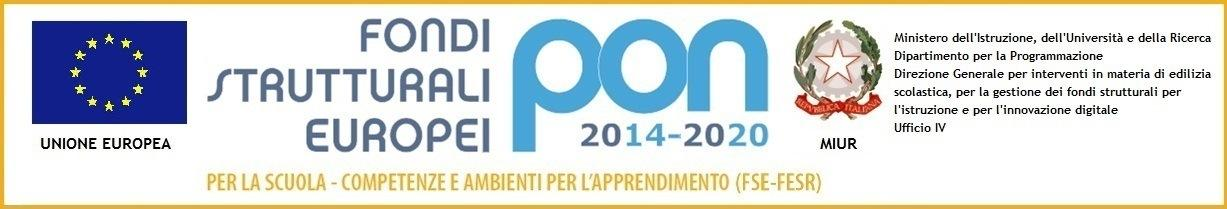 UNIONE EUROPEA
FONDI
STRUTTURALI
EUROPEI
pon
2014-2020
PER LA SCUOLA - COMPETENZE E AMBIENTI PER L'APPRENDIMENTO (FSE-FESR)
REPVBBLICA ITALIANA
MIUR
Ministero dell'Istruzione, dell'Università e della Ricerca
Dipartimento per la Programmazione
Direzione Generale per interventi in materia di edilizia
scolastica, per la gestione dei fondi strutturali per
l'istruzione e per l'innovazione digitale
Ufficio IV